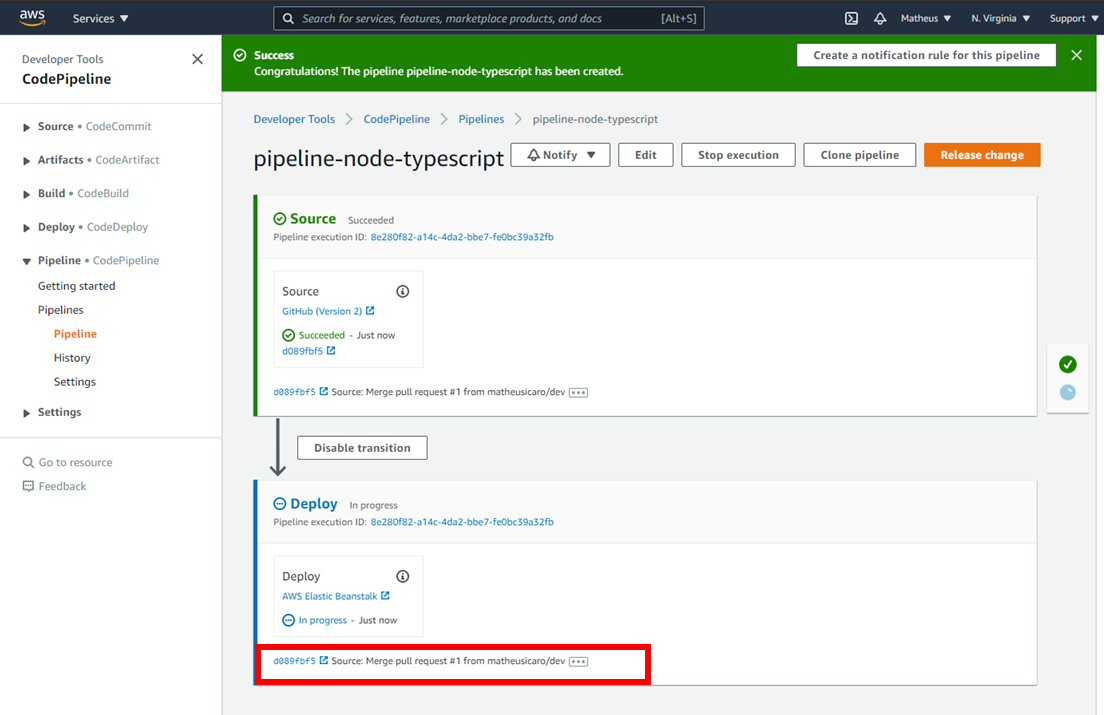 aws Services Search for services, features, marketplace products, and docs [Alt+S] Matheus N. Virginia Support
Developer Tools
CodePipeline
Source • CodeCommit
Artifacts • CodeArtifact
Build • CodeBuild
Deploy • CodeDeploy
Pipeline • CodePipeline
Getting started
Pipelines
Pipeline
History
Settings
Settings
Go to resource
Feedback
Success
Congratulations! The pipeline pipeline-node-typescript has been created.
Create a notification rule for this pipeline
Developer Tools CodePipeline Pipelines pipeline-node-typescript
pipeline-node-typescript Notify Edit Stop execution Clone pipeline Release change
Source Succeeded
Pipeline execution ID: 8e280f82-a14c-4da2-bbe7-fe0bc39a32fb
Source
GitHub (Version 2)
Succeeded - Just now
d089fbf5
d089fbf5 Source: Merge pull request #1 from matheusicaro/dev
Disable transition
Deploy In progress
Pipeline execution ID: 8e280f82-a14c-4da2-bbe7-fe0bc39a32fb
Deploy
AWS Elastic Beanstalk
In progress - Just now
d089fbf5 Source: Merge pull request #1 from matheusicaro/dev